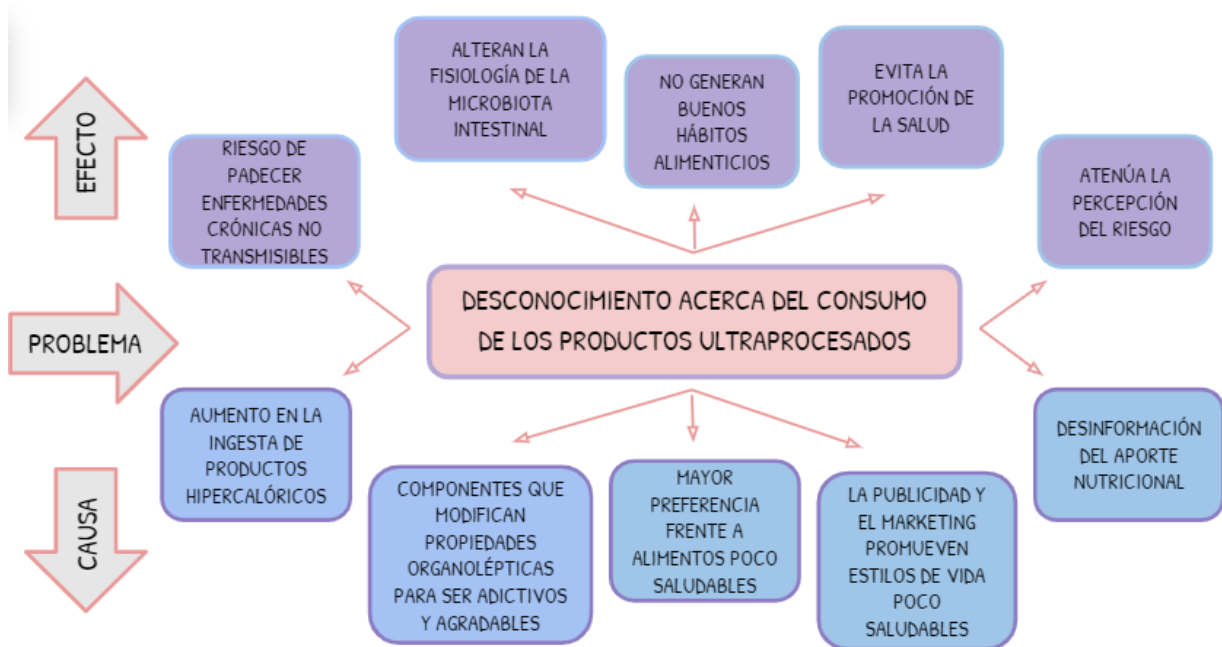 EFECTO
RIESGO DE
PADECER
ENFERMEDADES
CRÓNICAS NO
TRANSMISIBLES
ALTERAN LA
FISIOLOGÍA DE LA
MICROBIOTA
INTESTINAL
NO GENERAN
BUENOS
HÁBITOS
ALIMENTICIOS
EVITA LA
PROMOCIÓN DE
LA SALUD
ATENÚA LA
PERCEPCIÓN
DEL RIESGO
PROBLEMA
DESCONOCIMIENTO ACERCA DEL CONSUMO
DE LOS PRODUCTOS ULTRAPROCESADOS
CAUSA
AUMENTO EN LA
INGESTA DE
PRODUCTOS
HIPERCALÓRICOS
COMPONENTES QUE
MODIFICAN
PROPIEDADES
ORGANOLÉPTICAS
PARA SER ADICTIVOS
Y AGRADABLES
MAYOR
PREFERENCIA
FRENTE A
ALIMENTOS POCO
SALUDABLES
LA PUBLICIDAD Y
EL MARKETING
PROMUEVEN
ESTILOS DE VIDA
POCO
SALUDABLES
DESINFORMACIÓN
DEL APORTE
NUTRICIONAL